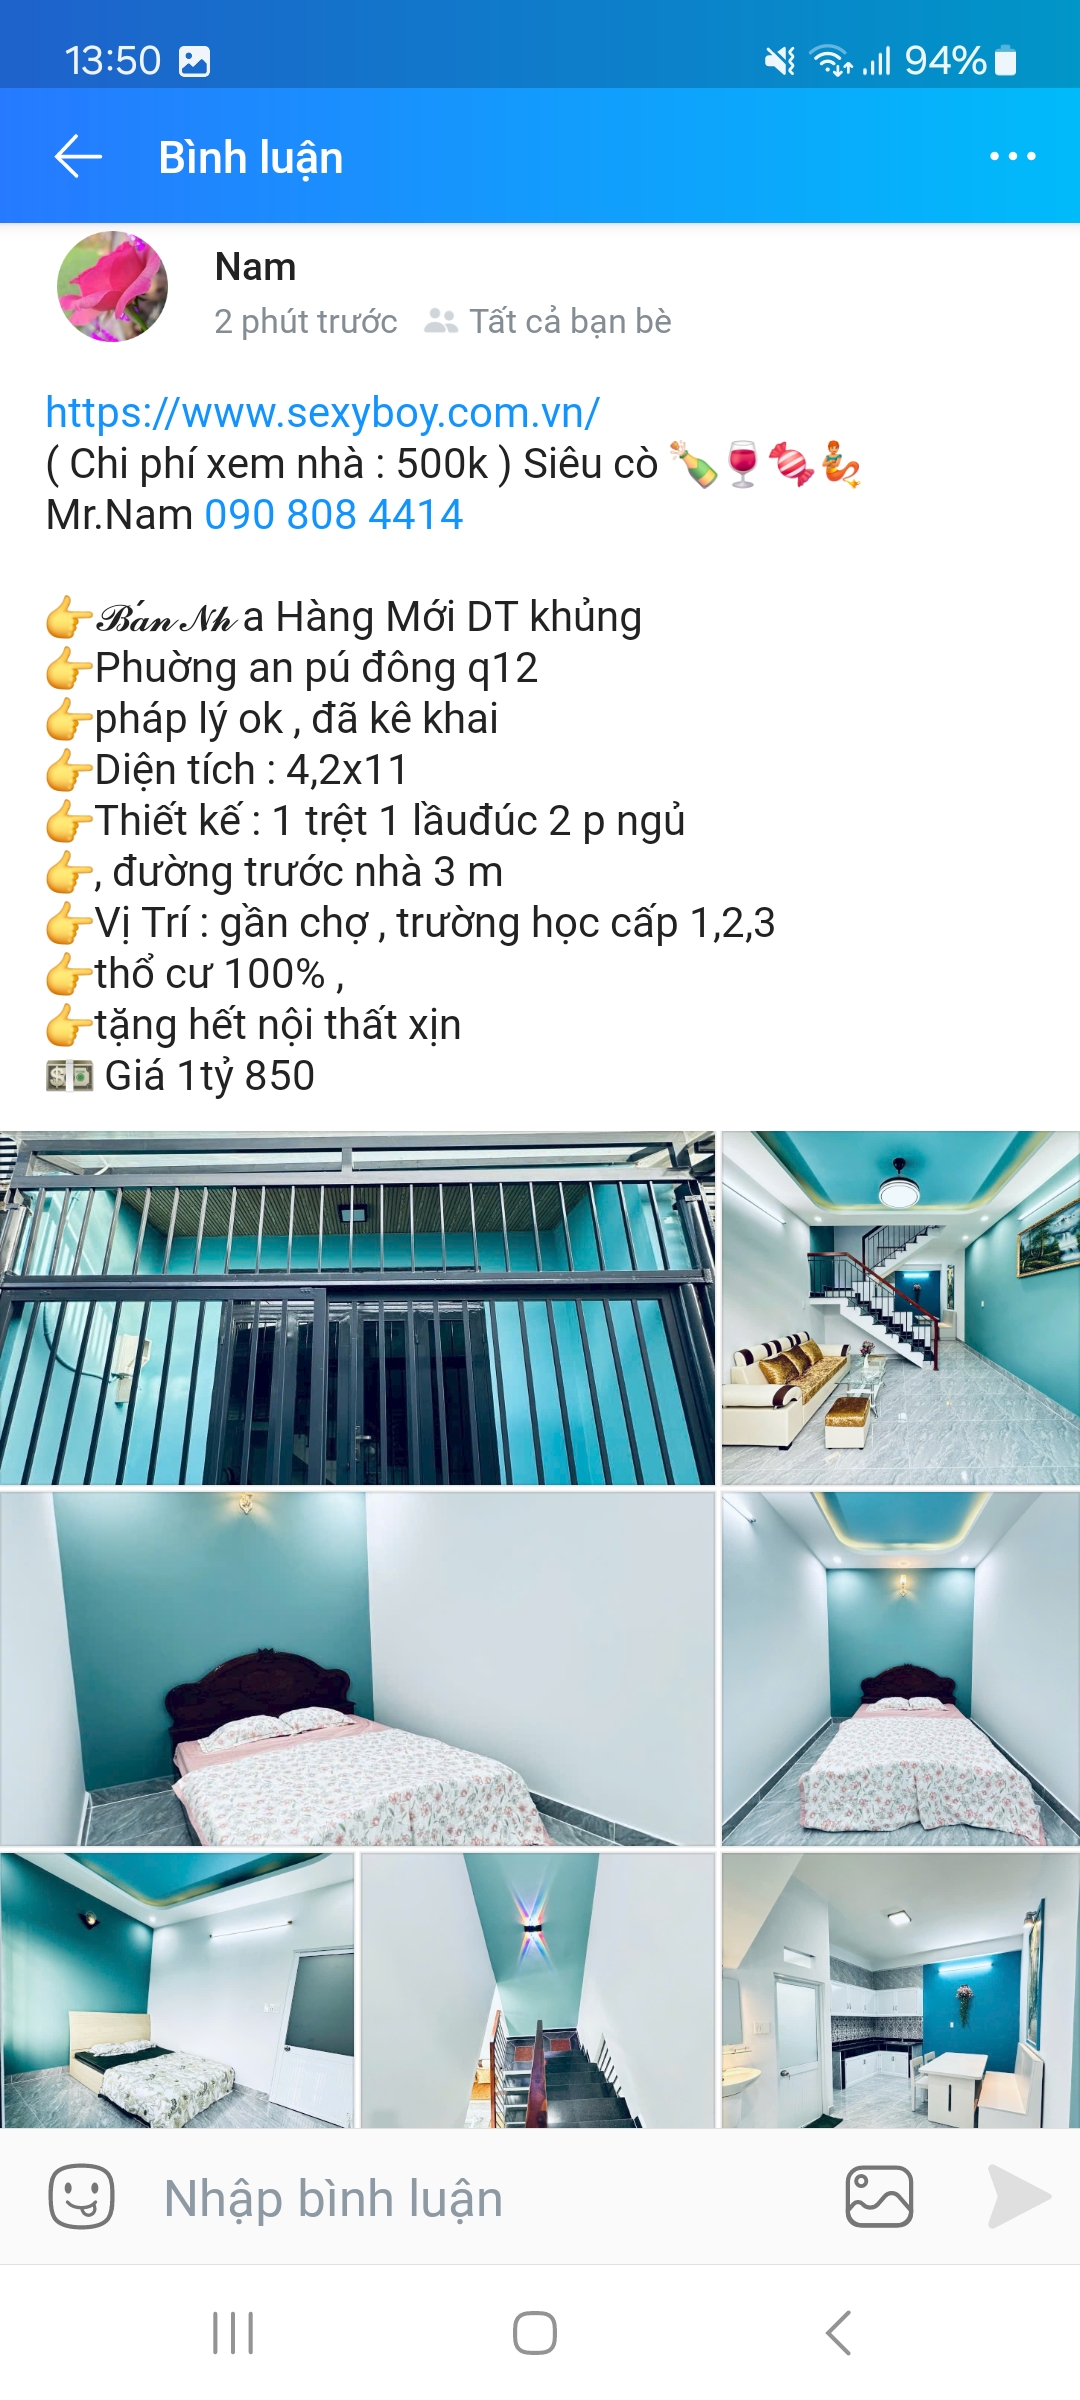 13:50
94%
Bình luận
Nam
2 phút trước Tất cả bạn bè
https://www.sexyboy.com.vn/
( Chi phí xem nhà : 500k ) Siêu cò 🍾🍷🍬🧜‍♂️
Mr.Nam 090 808 4414
👉𝓑𝓪́𝓷 𝓝𝓱 a Hàng Mới DT khủng
👉Phuờng an pú đông q12
👉pháp lý ok , đã kê khai
👉Diện tích : 4,2x11
👉Thiết kế : 1 trệt 1 lầuđúc 2 p ngủ
👉, đường trước nhà 3 m
👉Vị Trí : gần chợ , trường học cấp 1,2,3
👉thổ cư 100% ,
👉tặng hết nội thất xịn
💵 Giá 1tỷ 850
Nhập bình luận